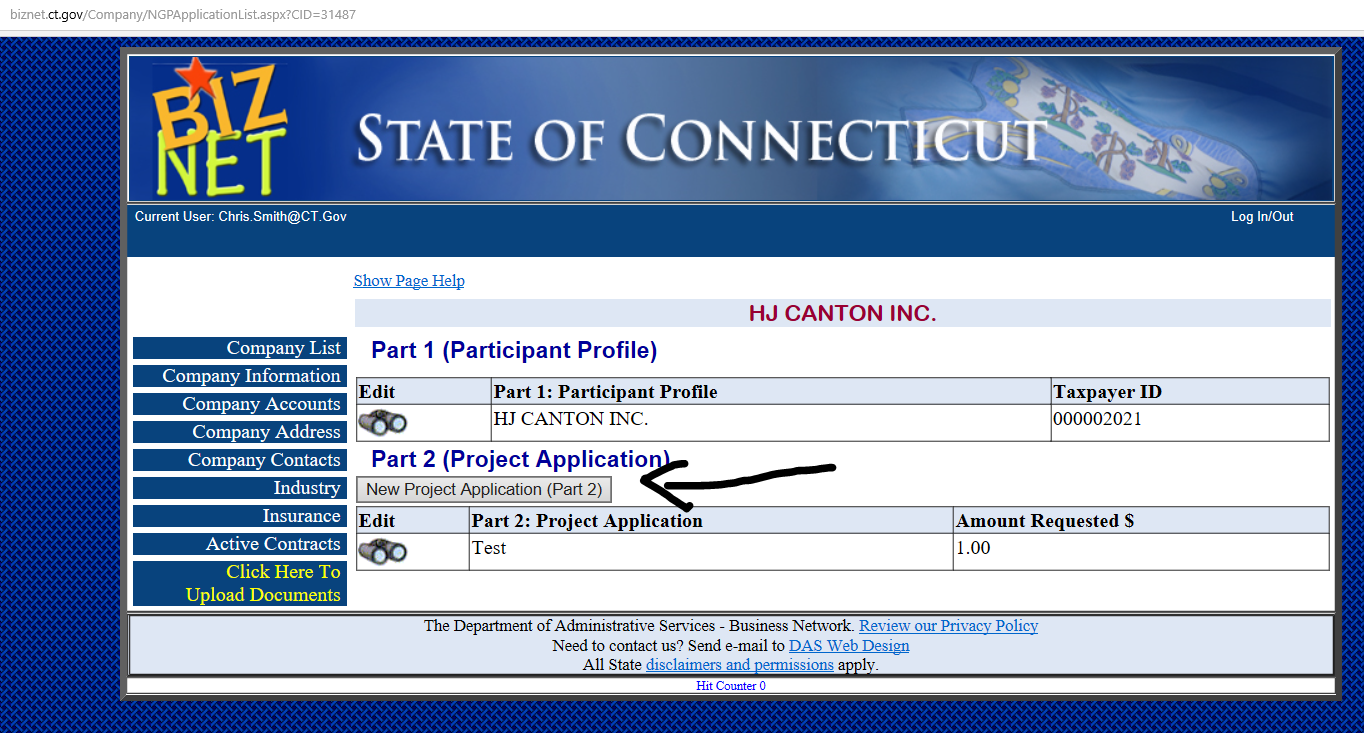 biznet.ct.gov/Company/NGPApplicationList.aspx?CID=31487
BIZ
NET
STATE OF CONNECTICUT
Current User: Chris.Smith@CT.Gov Log In/Out
Show Page Help
HJ CANTON INC.
Company List
Company Information
Company Accounts
Company Address
Company Contacts
Industry
Insurance
Active Contracts
Click Here To
Upload Documents
Part 1 (Participant Profile)
Edit Part 1: Participant Profile Taxpayer ID
HJ CANTON INC. 000002021
Part 2 (Project Application)
New Project Application (Part 2)
Edit Part 2: Project Application Amount Requested $
Test 1.00
The Department of Administrative Services - Business Network. Review our Privacy Policy
Need to contact us? Send e-mail to DAS Web Design
All State disclaimers and permissions apply.
Hit Counter 0